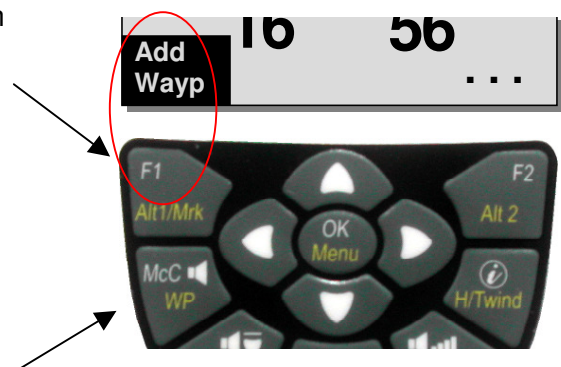 16 56
Add
Wayp
...
F1
F2
Alt1/Mrk
Alt 2
OK
Menu
McC
WP
i
H/Twind